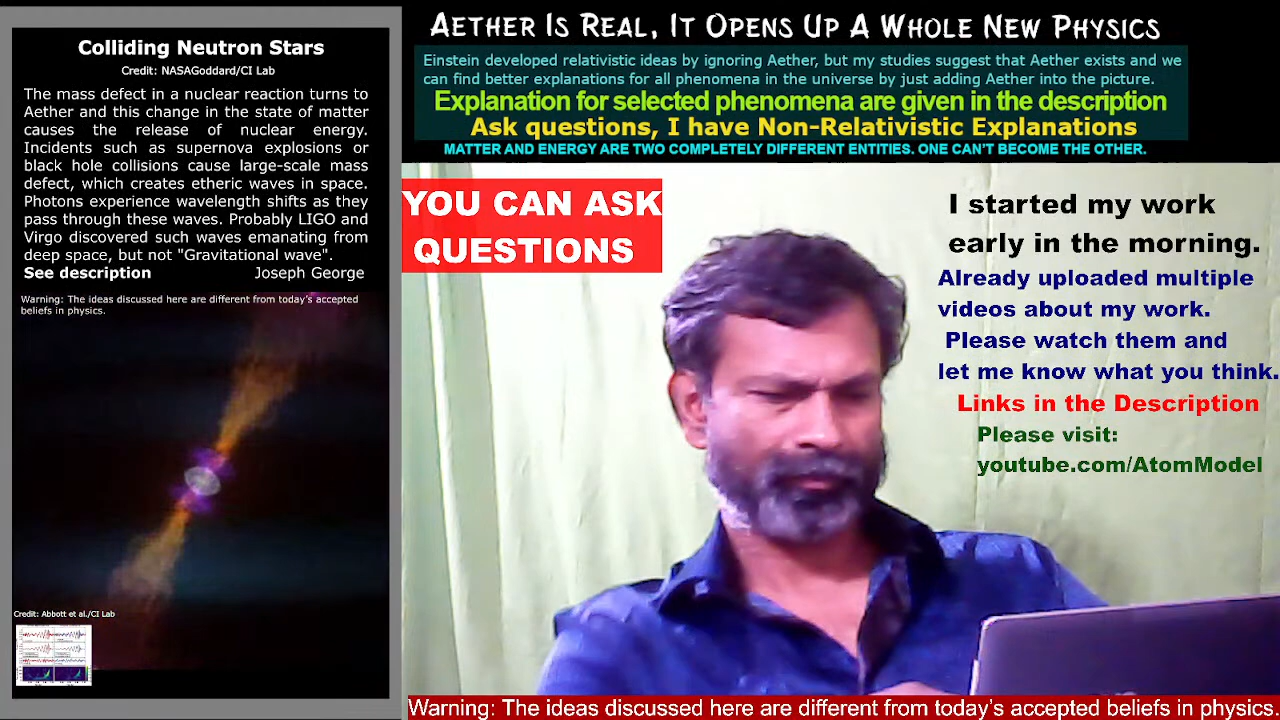 Colliding Neutron Stars
Credit: NASAGoddard/CI Lab
The mass defect in a nuclear reaction turns to
Aether and this change in the state of matter
causes the release of nuclear energy.
Incidents such as supernova explosions or
black hole collisions cause large-scale mass
defect, which creates etheric waves in space.
Photons experience wavelength shifts as they
pass through these waves. Probably LIGO and
Virgo discovered such waves emanating from
deep space, but not "Gravitational wave".
See description Joseph George
Warning: The ideas discussed here are different from today's accepted
beliefs in physics.
Credit: Abbott et al./CI Lab
Aether Is Real, It Opens Up A Whole New Physics
Einstein developed relativistic ideas by ignoring Aether, but my studies suggest that Aether exists and we
can find better explanations for all phenomena in the universe by just adding Aether into the picture.
Explanation for selected phenomena are given in the description
Ask questions, I have Non-Relativistic Explanations
MATTER AND ENERGY ARE TWO COMPLETELY DIFFERENT ENTITIES. ONE CAN'T BECOME THE OTHER.
YOU CAN ASK
QUESTIONS
I started my work
early in the morning.
Already uploaded multiple
videos about my work.
Please watch them and
let me know what you think.
Links in the Description
Please visit:
youtube.com/AtomModel
Warning: The ideas discussed here are different from today's accepted beliefs in physics.